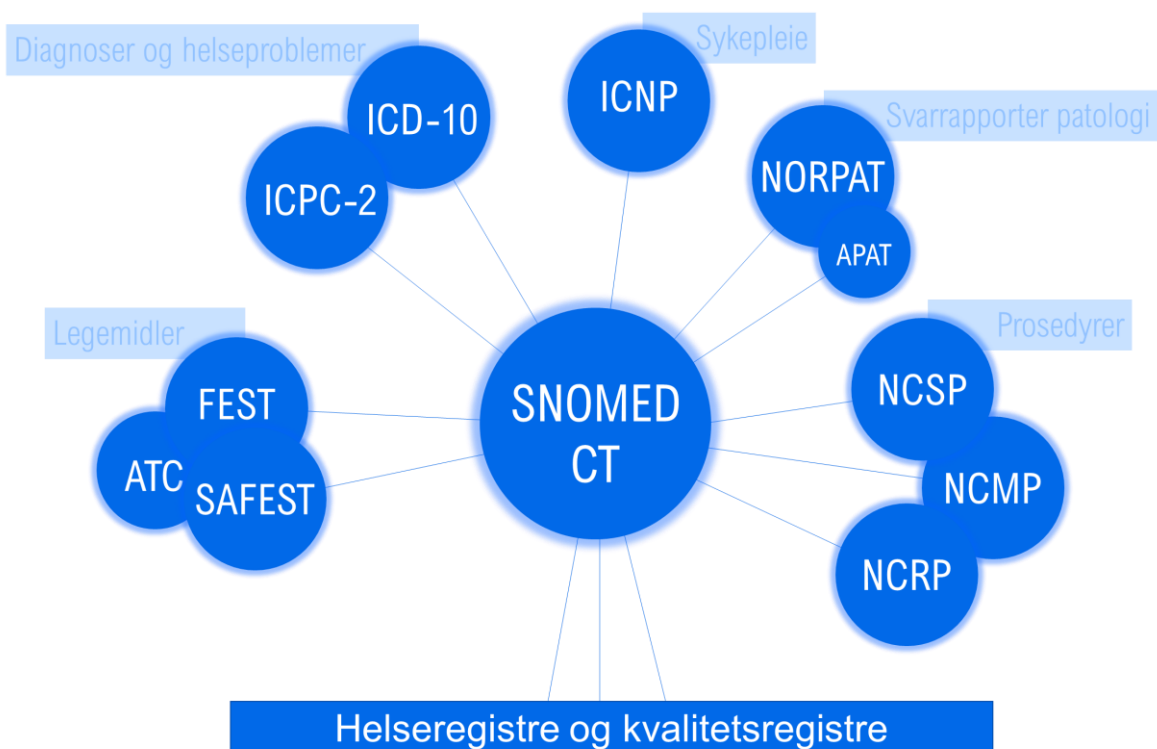 Diagnoser og helseproblemer
ICD-10
ICPC-2
Sykepleie
ICNP
Svarrapporter patologi
NORPAT
APAT
Legemidler
FEST
ATC
SAFEST
SNOMED
CT
Prosedyrer
NCSP
NCMP
NCRP
Helseregistre og kvalitetsregistre